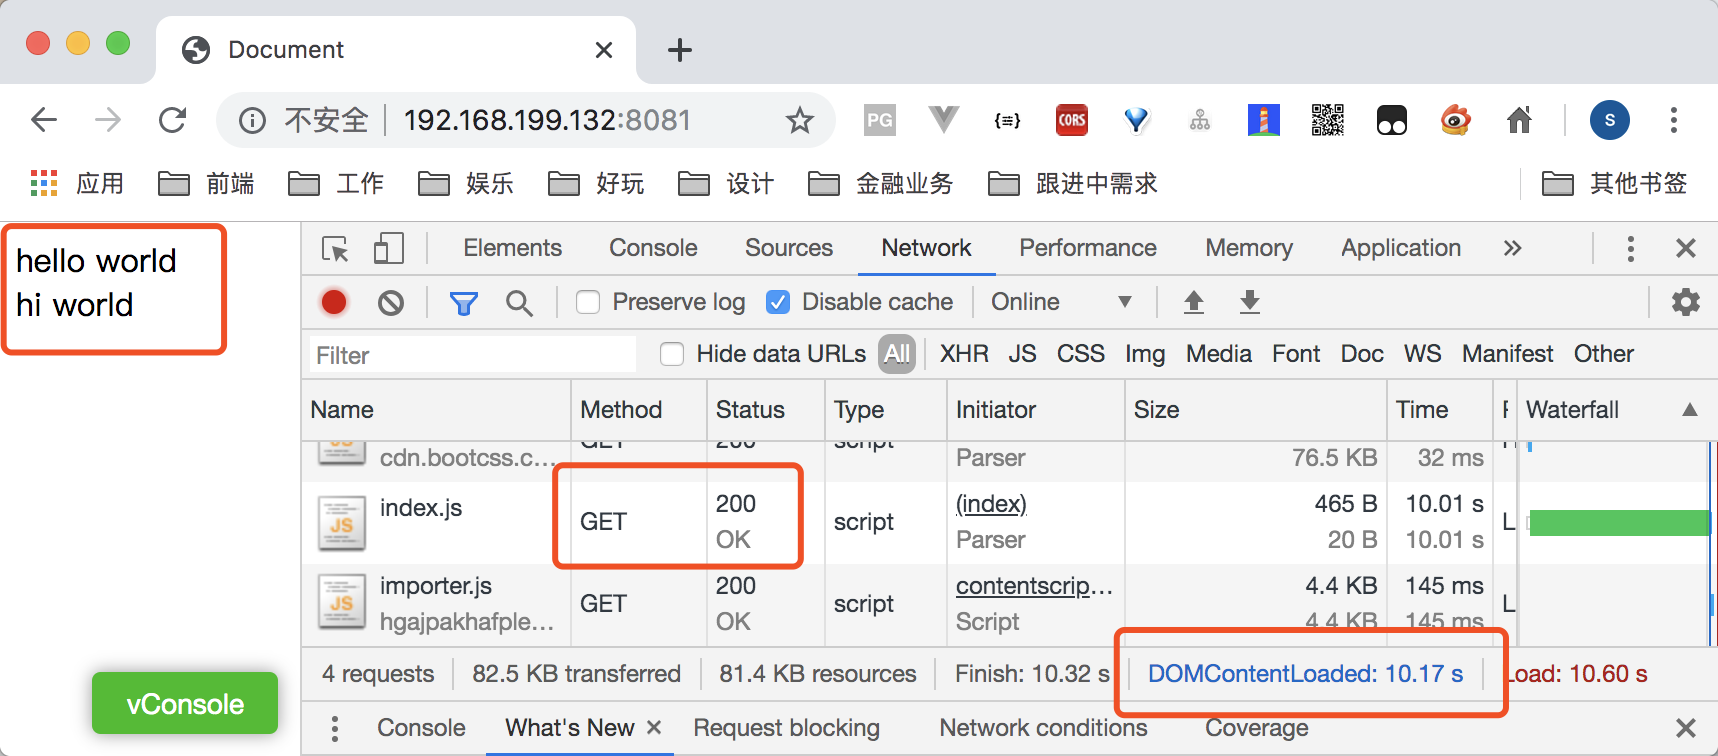 Document
不安全 192.168.199.132:8081 PG CORS S
应用 前端 工作 娱乐 好玩 设计 金融业务 跟进中需求 其他书签
hello world
hi world
vConsole
Elements Console Sources Network Performance Memory Application »
Preserve log Disable cache Online
Filter Hide data URLs All XHR JS CSS Img Media Font Doc WS Manifest Other
Name Method Status Type Initiator Size Time Waterfall
GET 200 script
cdn.bootcss.c... Parser 76.5 KB 32 ms
JS index.js GET 200 script (index) 465 B 10.01 s L
OK Parser 20 B 10.01 s
JS importer.js GET 200 script contentscrip... 4.4 KB 145 ms L
hgajpakhafple... OK Script 4.4 KB 145 ms
4 requests 82.5 KB transferred 81.4 KB resources Finish: 10.32 s DOMContentLoaded: 10.17 s Load: 10.60 s
Console What's New Request blocking Network conditions Coverage